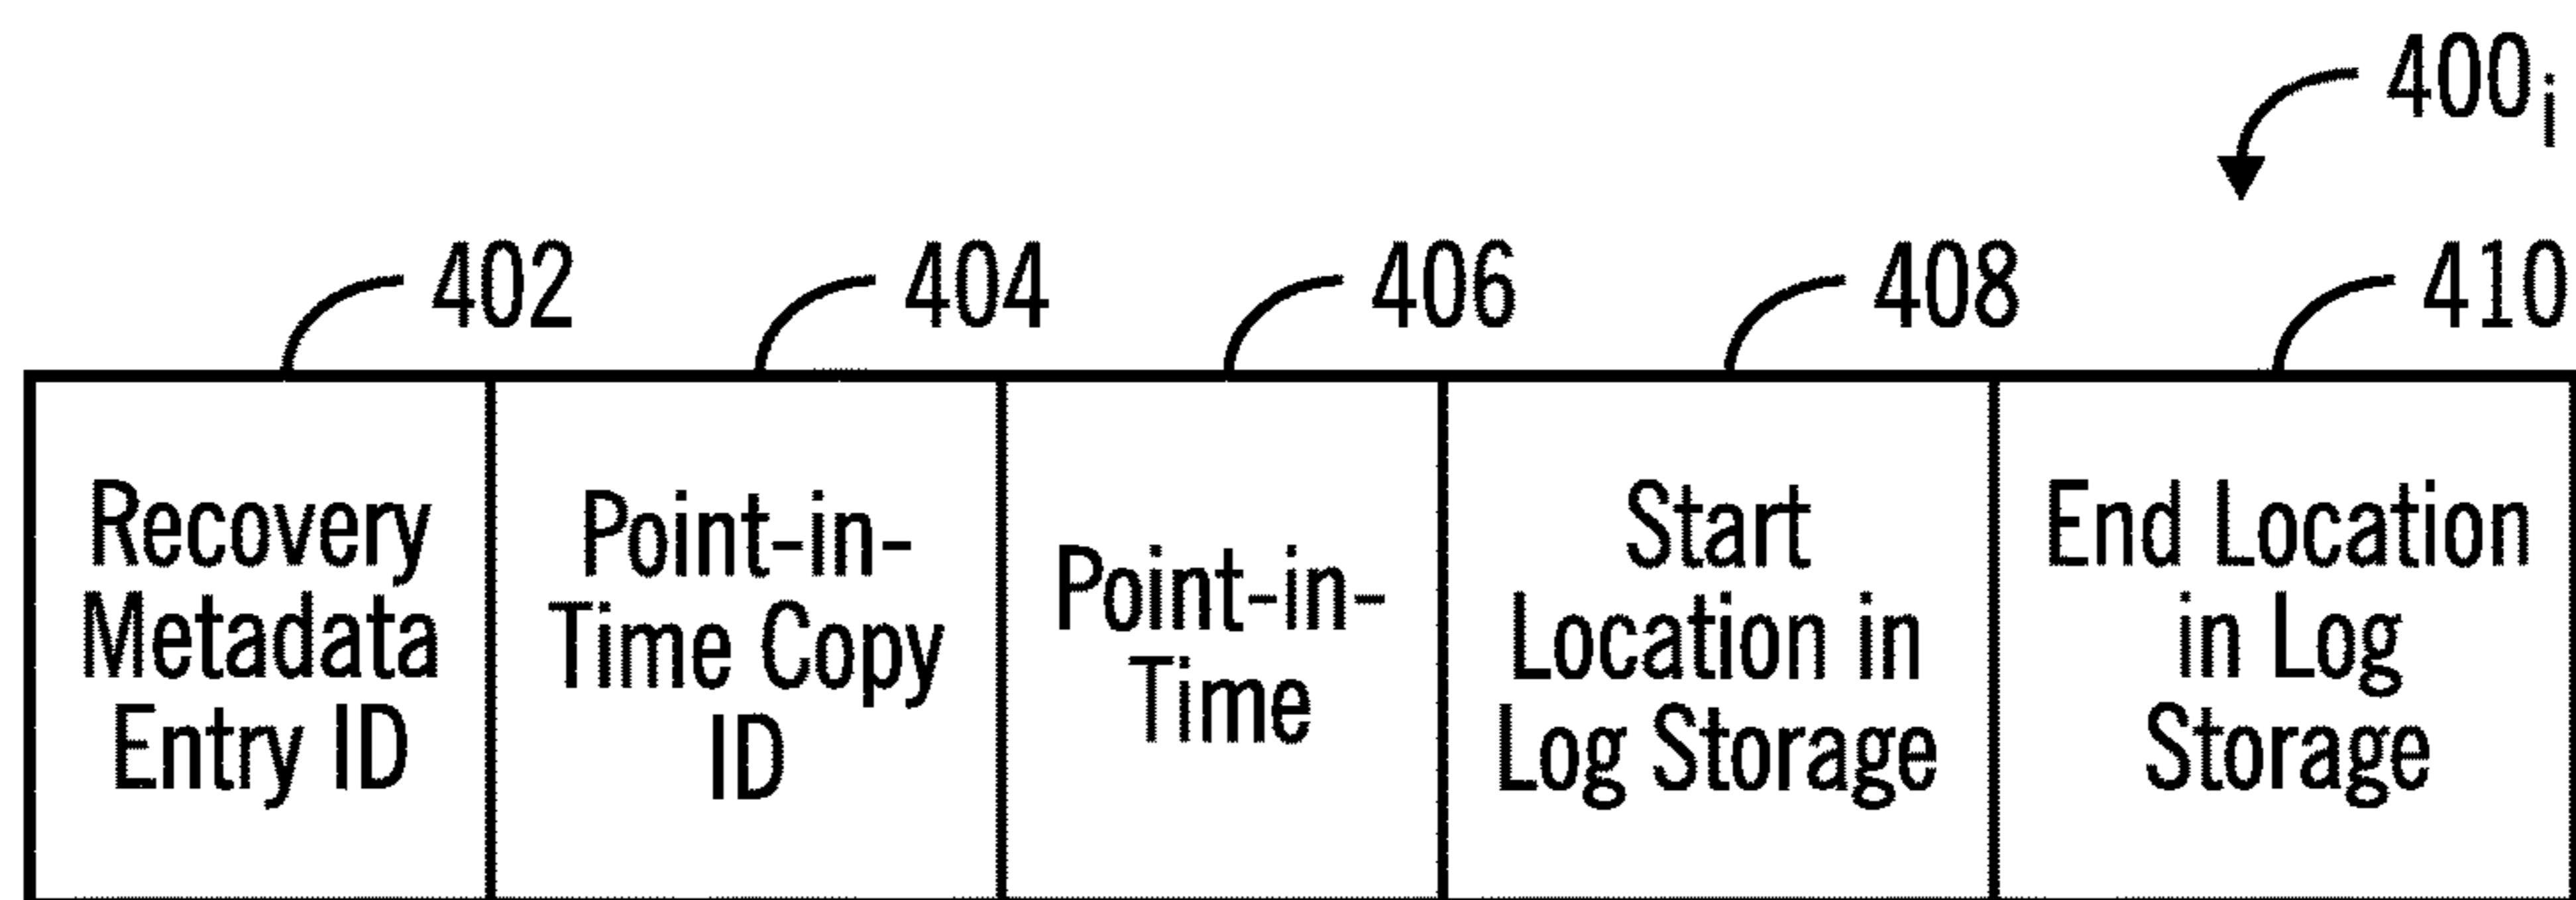 400i
402
404
406
408
410
Recovery
Metadata
Entry ID
Point-in-
Time Copy
ID
Point-in-
Time
Start
Location in
Log Storage
End Location
in Log
Storage